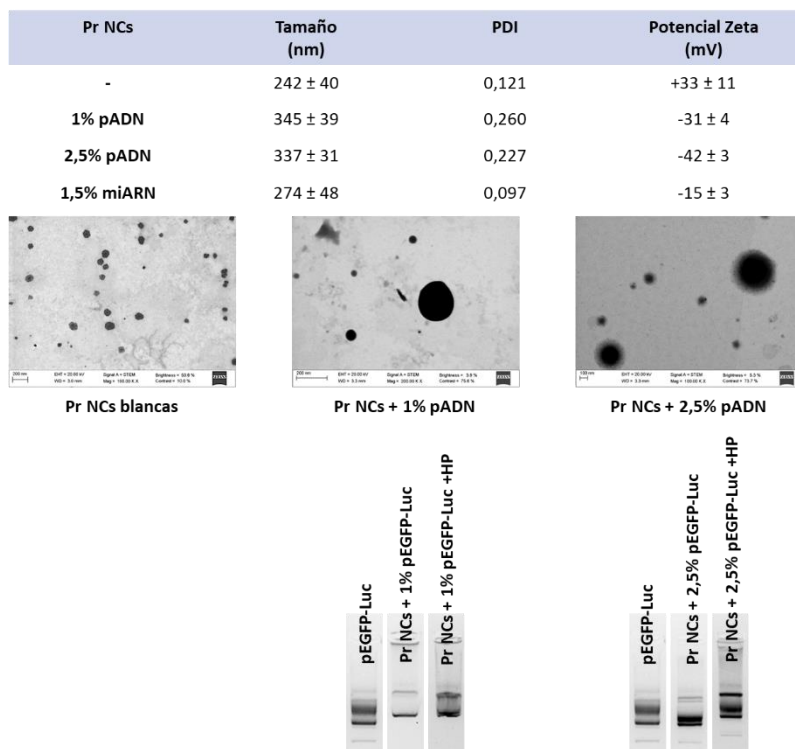 Pr NCs Tamaño (nm) PDI Potencial Zeta (mV)
- 242 ± 40 0,121 +33 ± 11
1% pADN 345 ± 39 0,260 -31 ± 4
2,5% pADN 337 ± 31 0,227 -42 ± 3
1,5% miARN 274 ± 48 0,097 -15 ± 3
Pr NCs blancas
Pr NCs + 1% pADN
Pr NCs + 2,5% pADN
pEGFP-Luc
Pr NCs + 1% pEGFP-Luc
Pr NCs + 1% pEGFP-Luc +HP
pEGFP-Luc
Pr NCs + 2,5% pEGFP-Luc
Pr NCs + 2,5% pEGFP-Luc +HP